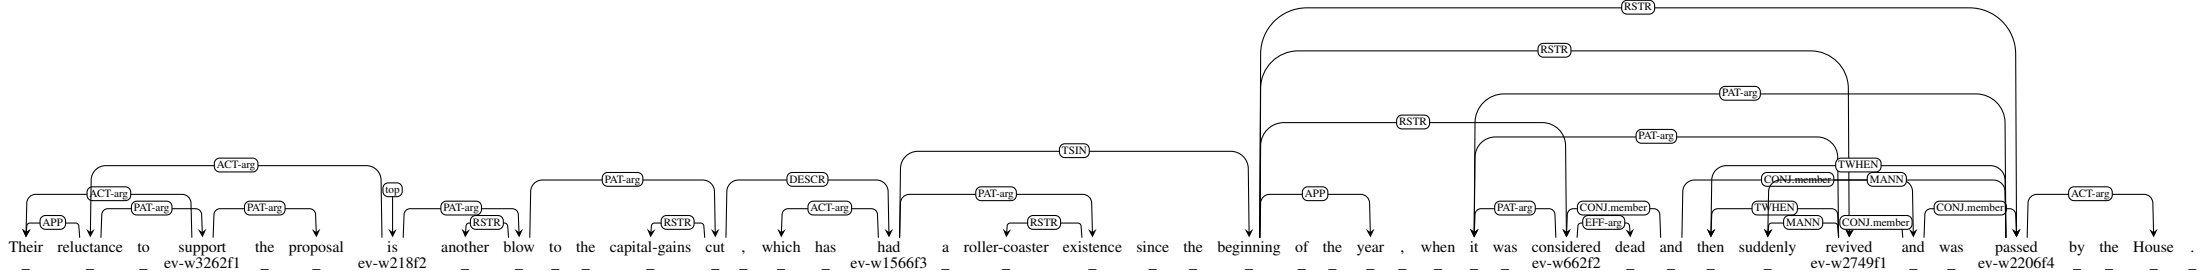 RSTR
RSTR
PAT-arg
RSTR
PAT-arg
TSIN
ACT-arg TWHEN
PAT-arg DESCR CONJ.member MANN
top
ACT-arg PAT-arg APP
PAT-arg PAT-arg PAT-arg ACT-arg PAT-arg CONJ.member TWHEN CONJ.member ACT-arg
APP RSTR RSTR RSTR EFF-arg MANN CONJ.member
Their reluctance to support the proposal is another blow to the capital-gains cut , which has had a roller-coaster existence since the beginning of the year , when it was considered dead and then suddenly revived and was passed by the House .
_ _ _ ev-w3262f1 _ _ ev-w218f2 _ _ _ _ _ _ _ _ _ ev-w1566f3 _ _ _ _ _ _ _ _ _ _ _ _ _ ev-w662f2 _ _ _ _ ev-w2749f1 _ _ ev-w2206f4 _ _ _ _